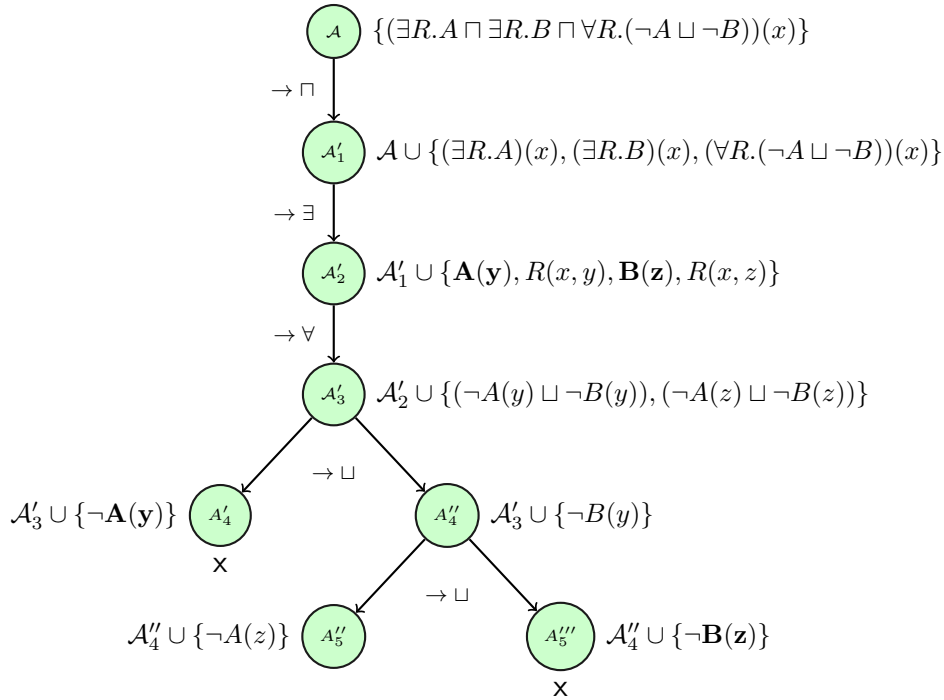 𝒜 {(∃R.A ⊓ ∃R.B ⊓ ∀R.(¬A ⊔ ¬B))(x)}
→ ⊓
𝒜′₁ 𝒜 ∪ {(∃R.A)(x), (∃R.B)(x), (∀R.(¬A ⊔ ¬B))(x)}
→ ∃
𝒜′₂ 𝒜′₁ ∪ {𝐀(𝐲), R(x, y), 𝐁(𝐳), R(x, z)}
→ ∀
𝒜′₃ 𝒜′₂ ∪ {(¬A(y) ⊔ ¬B(y)), (¬A(z) ⊔ ¬B(z))}
→ ⊔
𝒜′₃ ∪ {¬𝐀(𝐲)} A′₄ A″₄ 𝒜′₃ ∪ {¬B(y)}
x
→ ⊔
𝒜″₄ ∪ {¬A(z)} A″₅ A‴₅ 𝒜″₄ ∪ {¬𝐁(𝐳)}
x